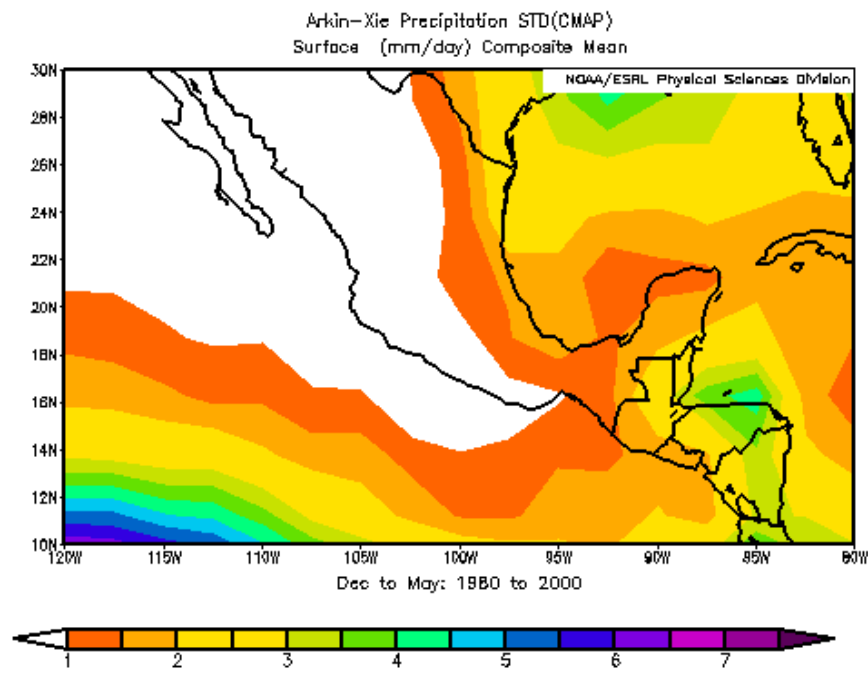 Arkin-Xie Precipitation STD(CMAP)
Surface (mm/day) Composite Mean
NOAA/ESRL Physical Sciences Division
30N
28N
26N
24N
22N
20N
18N
16N
14N
12N
10N
120W 115W 110W 105W 100W 95W 90W 85W 80W
Dec to May: 1980 to 2000
1 2 3 4 5 6 7